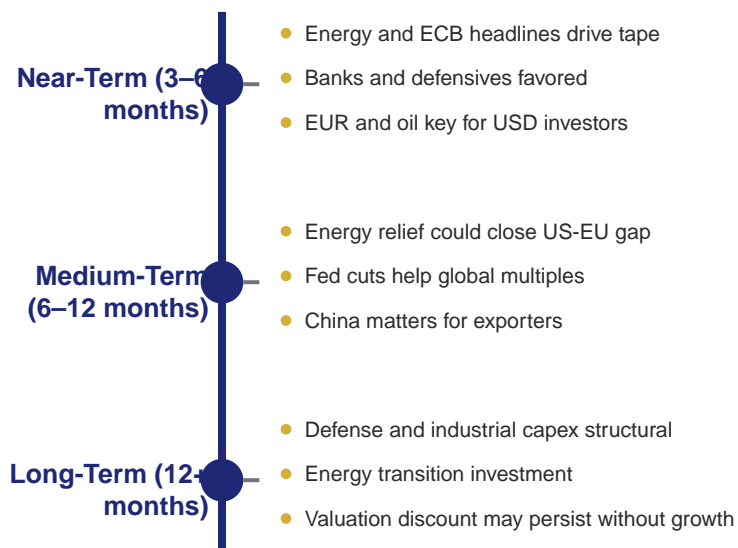 Near-Term (3–6
months)
Energy and ECB headlines drive tape
Banks and defensives favored
EUR and oil key for USD investors
Medium-Term
(6–12 months)
Energy relief could close US-EU gap
Fed cuts help global multiples
China matters for exporters
Long-Term (12+
months)
Defense and industrial capex structural
Energy transition investment
Valuation discount may persist without growth